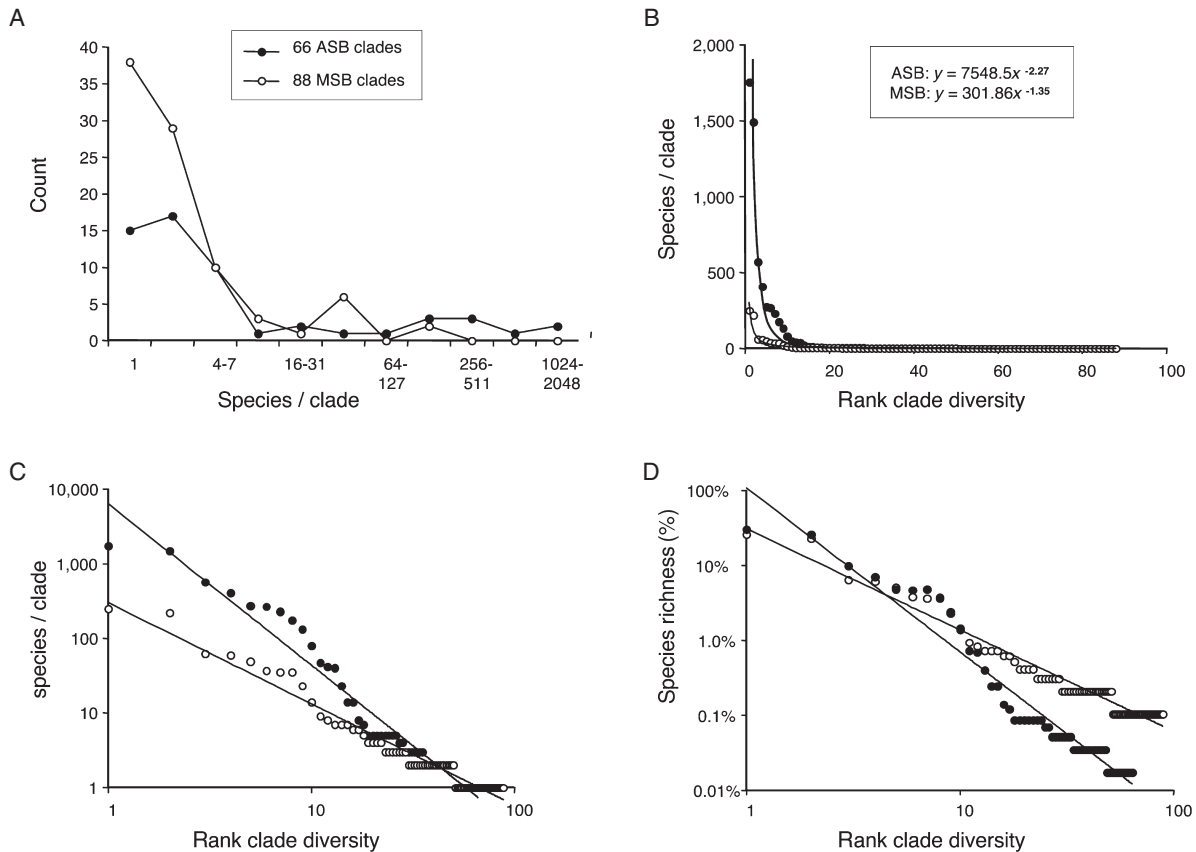 A
66 ASB clades
88 MSB clades
40
35
30
25
20
15
10
5
0
Count
1
4-7
16-31
64-
127
256-
511
1024-
2048
Species / clade
B
ASB: y = 7548.5x -2.27
MSB: y = 301.86x -1.35
2,000
1,500
1,000
500
0
Species / clade
0
20
40
60
80
100
Rank clade diversity
C
10,000
1,000
100
10
1
species / clade
1
10
100
Rank clade diversity
D
100%
10%
1.0%
0.1%
0.01%
Species richness (%)
1
10
100
Rank clade diversity